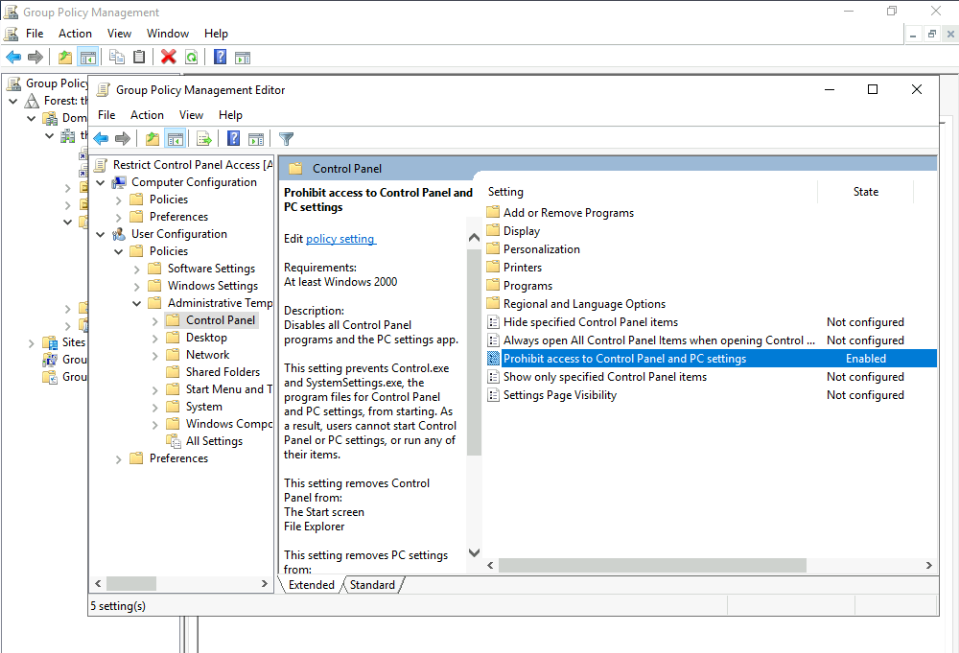 Group Policy Management
File Action View Window Help
Group Policy Management Editor
File Action View Help
Group Policy
Forest: th
Dom
th
Sites
Grou
Grou
Restrict Control Panel Access [A
Computer Configuration
Policies
Preferences
User Configuration
Policies
Software Settings
Windows Settings
Administrative Temp
Control Panel
Desktop
Network
Shared Folders
Start Menu and T
System
Windows Compo
All Settings
Preferences
Control Panel
Prohibit access to Control Panel and
PC settings
Edit policy setting
Requirements:
At least Windows 2000
Description:
Disables all Control Panel
programs and the PC settings app.
This setting prevents Control.exe
and SystemSettings.exe, the
program files for Control Panel
and PC settings, from starting. As
a result, users cannot start Control
Panel or PC settings, or run any of
their items.
This setting removes Control
Panel from:
The Start screen
File Explorer
This setting removes PC settings
from:
Setting State
Add or Remove Programs
Display
Personalization
Printers
Programs
Regional and Language Options
Hide specified Control Panel items Not configured
Always open All Control Panel Items when opening Control ... Not configured
Prohibit access to Control Panel and PC settings Enabled
Show only specified Control Panel items Not configured
Settings Page Visibility Not configured
Extended Standard
5 setting(s)